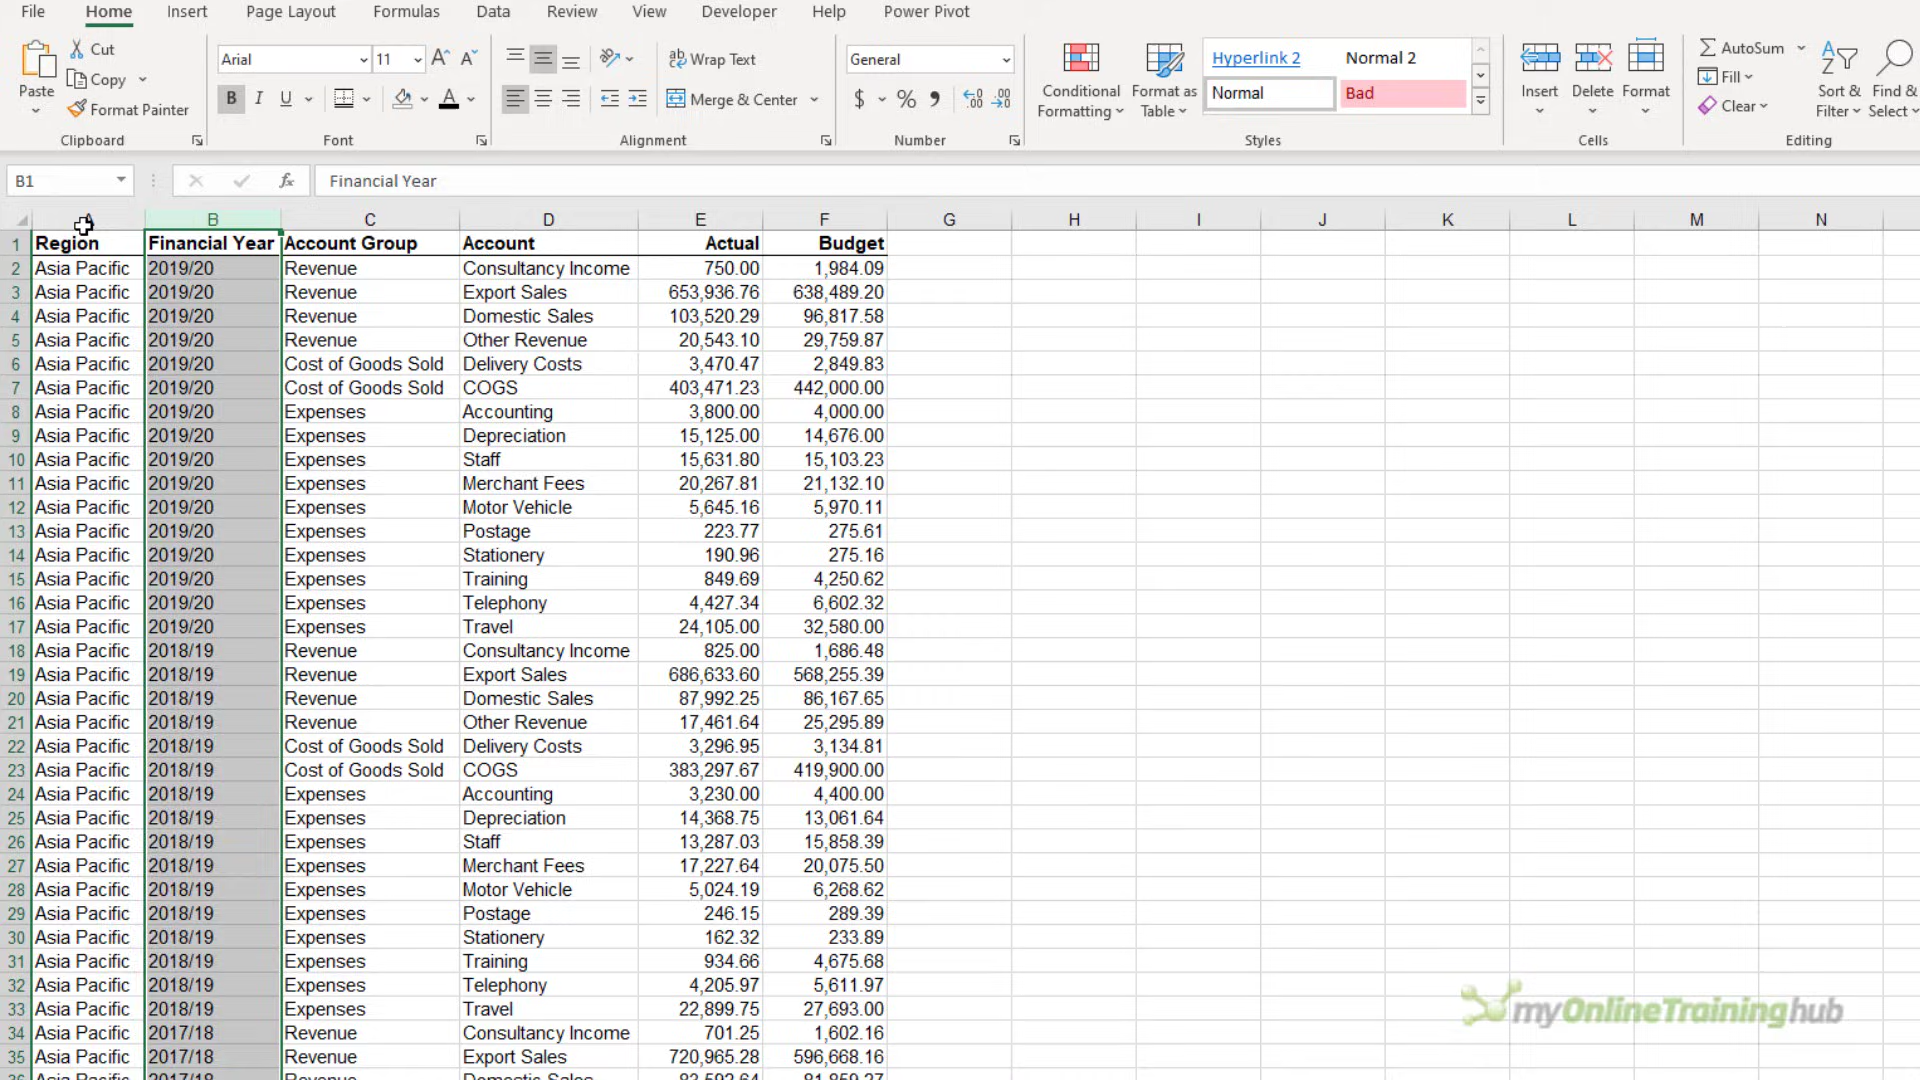 File Home Insert Page Layout Formulas Data Review View Developer Help Power Pivot
Paste Cut Copy Format Painter Clipboard
Arial 11 B I U A A A Font
ab Wrap Text Merge & Center Alignment
General $ % Number
Conditional Formatting Format as Table Hyperlink 2 Normal 2 Normal Bad Styles
Insert Delete Format Cells
AutoSum Fill Clear Sort & Filter Find & Select Editing
B1 fx Financial Year
A B C D E F G H I J K L M N
1 Region Financial Year Account Group Account Actual Budget
2 Asia Pacific 2019/20 Revenue Consultancy Income 750.00 1,984.09
3 Asia Pacific 2019/20 Revenue Export Sales 653,936.76 638,489.20
4 Asia Pacific 2019/20 Revenue Domestic Sales 103,520.29 96,817.58
5 Asia Pacific 2019/20 Revenue Other Revenue 20,543.10 29,759.87
6 Asia Pacific 2019/20 Cost of Goods Sold Delivery Costs 3,470.47 2,849.83
7 Asia Pacific 2019/20 Cost of Goods Sold COGS 403,471.23 442,000.00
8 Asia Pacific 2019/20 Expenses Accounting 3,800.00 4,000.00
9 Asia Pacific 2019/20 Expenses Depreciation 15,125.00 14,676.00
10 Asia Pacific 2019/20 Expenses Staff 15,631.80 15,103.23
11 Asia Pacific 2019/20 Expenses Merchant Fees 20,267.81 21,132.10
12 Asia Pacific 2019/20 Expenses Motor Vehicle 5,645.16 5,970.11
13 Asia Pacific 2019/20 Expenses Postage 223.77 275.61
14 Asia Pacific 2019/20 Expenses Stationery 190.96 275.16
15 Asia Pacific 2019/20 Expenses Training 849.69 4,250.62
16 Asia Pacific 2019/20 Expenses Telephony 4,427.34 6,602.32
17 Asia Pacific 2019/20 Expenses Travel 24,105.00 32,580.00
18 Asia Pacific 2018/19 Revenue Consultancy Income 825.00 1,686.48
19 Asia Pacific 2018/19 Revenue Export Sales 686,633.60 568,255.39
20 Asia Pacific 2018/19 Revenue Domestic Sales 87,992.25 86,167.65
21 Asia Pacific 2018/19 Revenue Other Revenue 17,461.64 25,295.89
22 Asia Pacific 2018/19 Cost of Goods Sold Delivery Costs 3,296.95 3,134.81
23 Asia Pacific 2018/19 Cost of Goods Sold COGS 383,297.67 419,900.00
24 Asia Pacific 2018/19 Expenses Accounting 3,230.00 4,400.00
25 Asia Pacific 2018/19 Expenses Depreciation 14,368.75 13,061.64
26 Asia Pacific 2018/19 Expenses Staff 13,287.03 15,858.39
27 Asia Pacific 2018/19 Expenses Merchant Fees 17,227.64 20,075.50
28 Asia Pacific 2018/19 Expenses Motor Vehicle 5,024.19 6,268.62
29 Asia Pacific 2018/19 Expenses Postage 246.15 289.39
30 Asia Pacific 2018/19 Expenses Stationery 162.32 233.89
31 Asia Pacific 2018/19 Expenses Training 934.66 4,675.68
32 Asia Pacific 2018/19 Expenses Telephony 4,205.97 5,611.97
33 Asia Pacific 2018/19 Expenses Travel 22,899.75 27,693.00
34 Asia Pacific 2017/18 Revenue Consultancy Income 701.25 1,602.16
35 Asia Pacific 2017/18 Revenue Export Sales 720,965.28 596,668.16
36 Asia Pacific 2017/18 Revenue Domestic Sales 83,592.64 81,859.27
myOnlineTraininghub